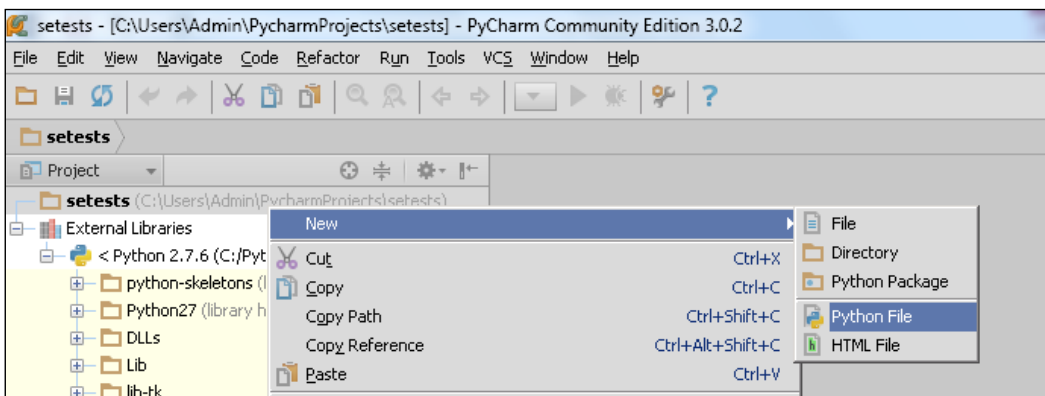 setests - [C:\Users\Admin\PycharmProjects\setests] - PyCharm Community Edition 3.0.2
File Edit View Navigate Code Refactor Run Tools VCS Window Help
setests
Project
setests (C:\Users\Admin\PycharmProjects\setests)
External Libraries
< Python 2.7.6 (C:/Pyt
python-skeletons (l
Python27 (library h
DLLs
Lib
lib-tk
New
Cut Ctrl+X
Copy Ctrl+C
Copy Path Ctrl+Shift+C
Copy Reference Ctrl+Alt+Shift+C
Paste Ctrl+V
File
Directory
Python Package
Python File
HTML File